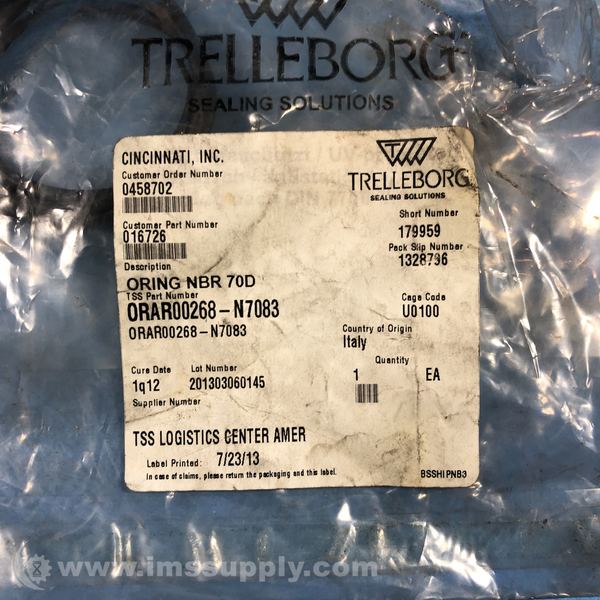 TRELLEBORG
SEALING SOLUTIONS
CINCINNATI, INC.
Customer Order Number
0458702
TRELLEBORG
SEALING SOLUTIONS
Customer Part Number
016726
Short Number
179959
Pack Slip Number
1328796
Description
ORING NBR 70D
TSS Part Number
ORAR00268-N7083
ORAR00268-N7083
Cage Code
U0100
Country of Origin
Italy
Cure Date Lot Number
1q12 201303060145
Quantity
1 EA
Supplier Number
TSS LOGISTICS CENTER AMER
Label Printed: 7/23/13
In case of claims, please return the packaging and this label.
BSSHIPNB3
www.imssupply.com